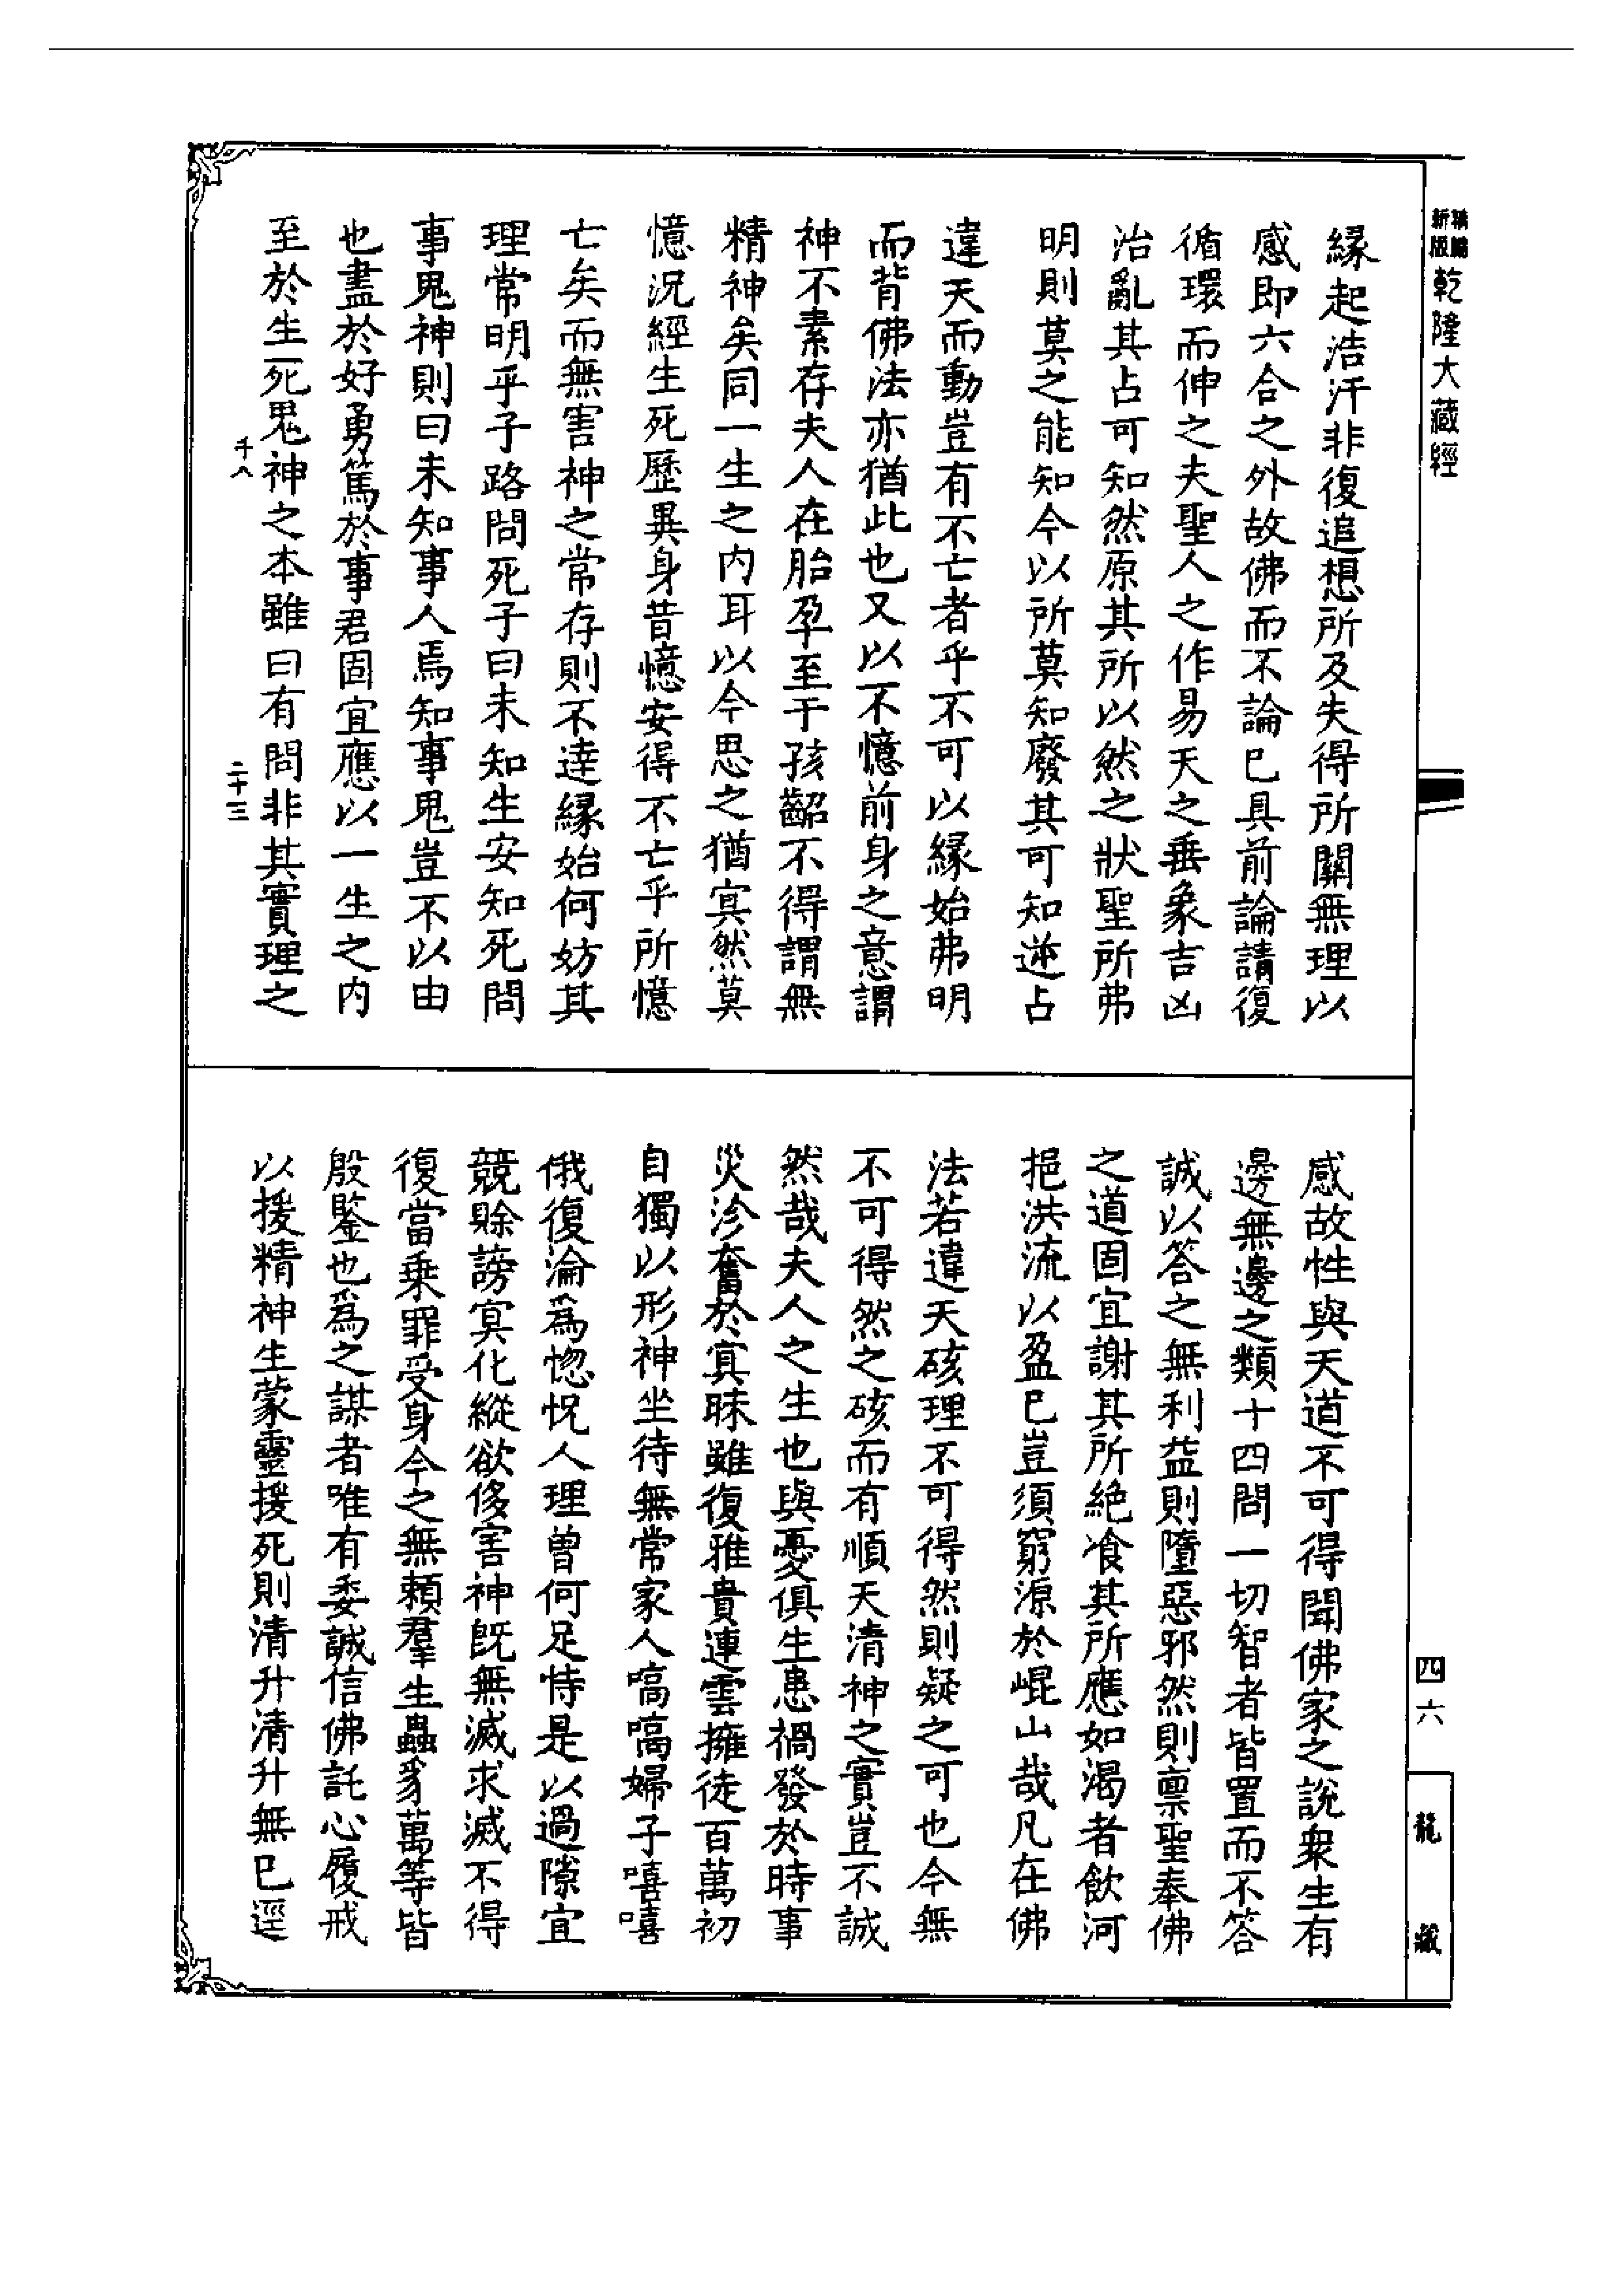 新版
精編
乾隆大藏經
緣起浩汗非復追想所及失得所關無理以
感即六合之外故佛而不論已具前論請復
循環而伸之夫聖人之作易天之垂象吉凶
治亂其占可知然原其所以然之狀聖所弗
明則莫之能知今以所莫知廢其可知逆占
違天而動豈有不亡者乎不可以緣始弗明
而背佛法亦猶此也又以不憶前身之意謂
神不素存夫人在胎孕至于孩齠不得謂無
精神矣同一生之內耳以今思之猶冥然莫
憶況經生死歷異身昔憶安得不亡乎所憶
亡矣而無害神之常存則不達緣始何妨其
理常明乎子路問死子曰未知生安知死問
事鬼神則曰未知事人焉知事鬼豈不以由
也盡於好勇篤於事君固宜應以一生之內
至於生死鬼神之本雖曰有問非其實理之
千八
二十三
感故性與天道不可得聞佛家之說衆生有
邊無邊之類十四問一切智者皆置而不答
誠以答之無利益則墮惡邪然則禀聖奉佛
之道固宜謝其所絕飡其所應如渴者飲河
挹洪流以盈已豈須窮源於崐山哉凡在佛
法若違天硋理不可得然則疑之可也今無
不可得然之硋而有順天清神之實豈不誠
然哉夫人之生也與憂俱生患禍發於時事
災沴奮於冥昧雖復雅貴連雲擁徒百萬初
自獨以形神坐待無常家人嗃嗃婦子嘻嘻
俄復淪為惚怳人理曾何足恃是以過隙宜
競賒謗冥化縱欲侈害神既無滅求滅不得
復當乗罪受身今之無賴羣生蟲豸萬等皆
殷鑒也爲之謀者唯有委誠信佛託心履戒
以援精神生蒙靈援死則清升清升無已逕
四六
龍藏